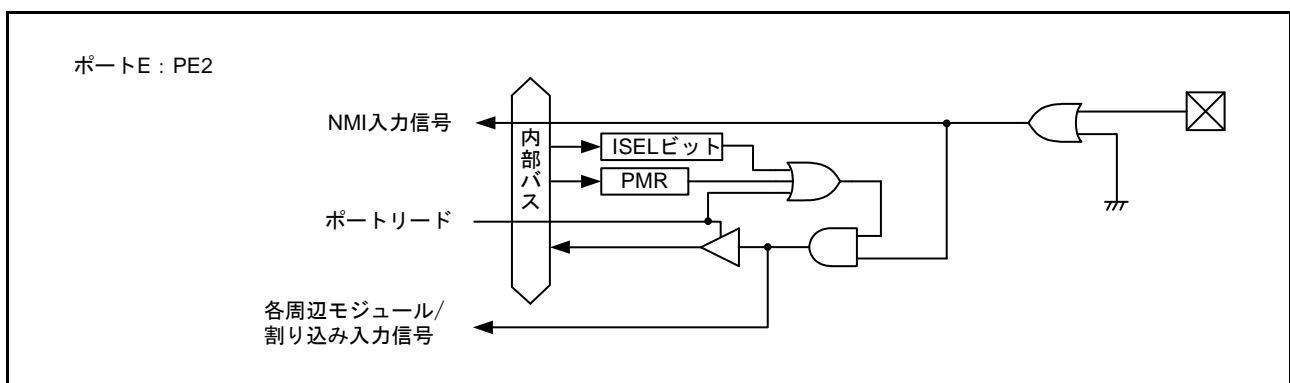 ポートE：PE2
NMI入力信号
内部バス
ISELビット
PMR
ポートリード
各周辺モジュール/
割り込み入力信号